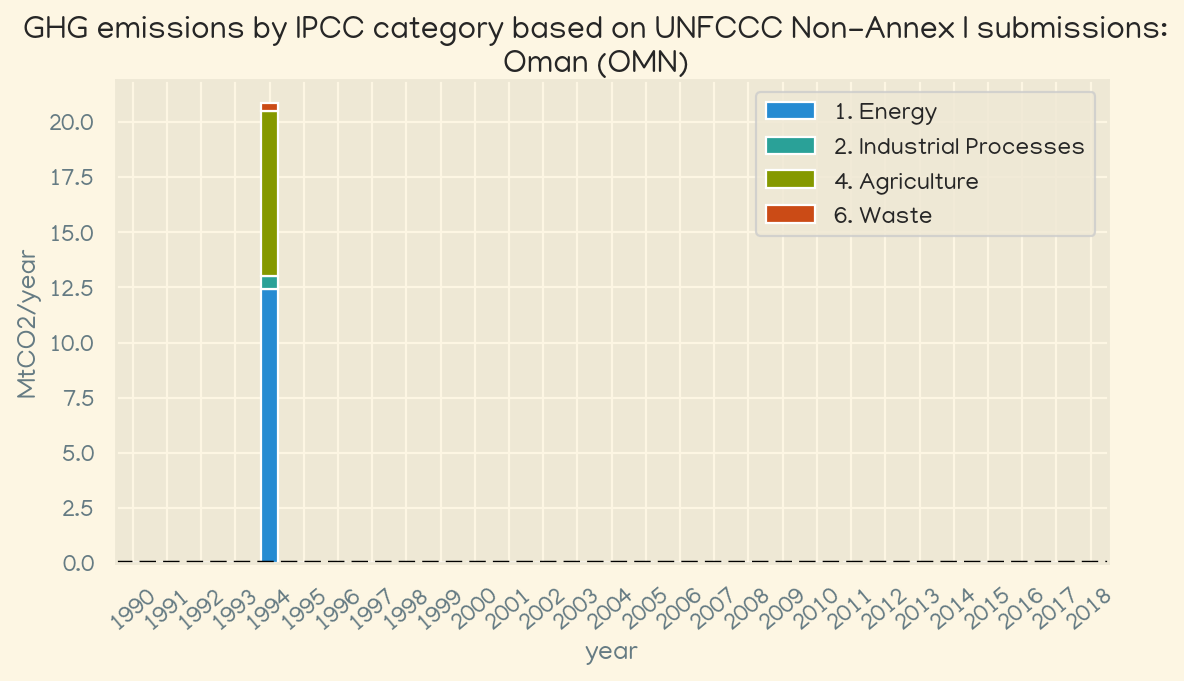 GHG emissions by IPCC category based on UNFCCC Non-Annex I submissions:
Oman (OMN)
1. Energy
2. Industrial Processes
4. Agriculture
6. Waste
MtCO2/year
20.0
17.5
15.0
12.5
10.0
7.5
5.0
2.5
0.0
1990 1991 1992 1993 1994 1995 1996 1997 1998 1999 2000 2001 2002 2003 2004 2005 2006 2007 2008 2009 2010 2011 2012 2013 2014 2015 2016 2017 2018
year